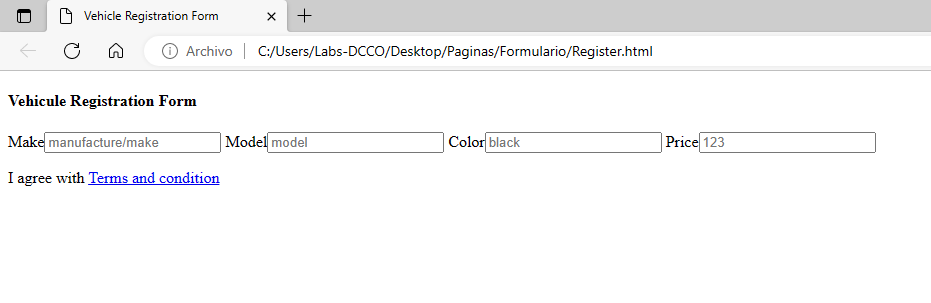 Vehicle Registration Form
Archivo C:/Users/Labs-DCCO/Desktop/Paginas/Formulario/Register.html
Vehicule Registration Form
Make manufacture/make Model model Color black Price 123
I agree with Terms and condition